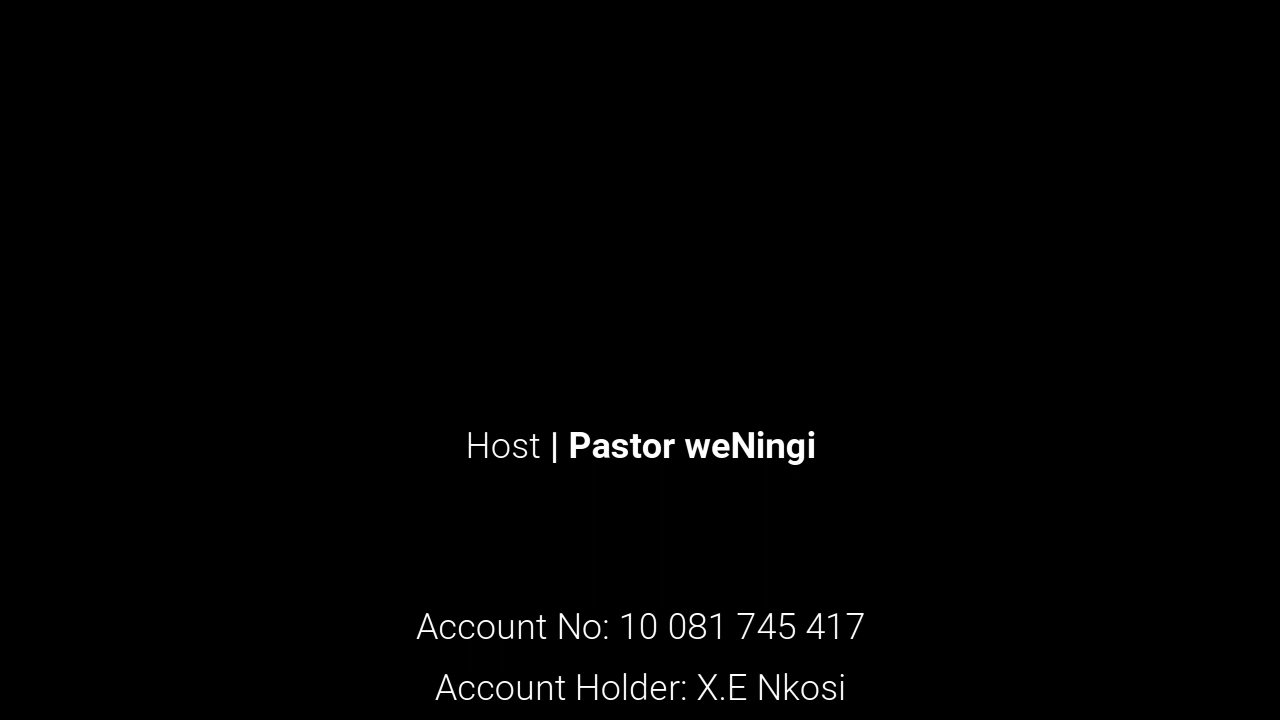 Host | Pastor weNingi
Account No: 10 081 745 417
Account Holder: X.E Nkosi